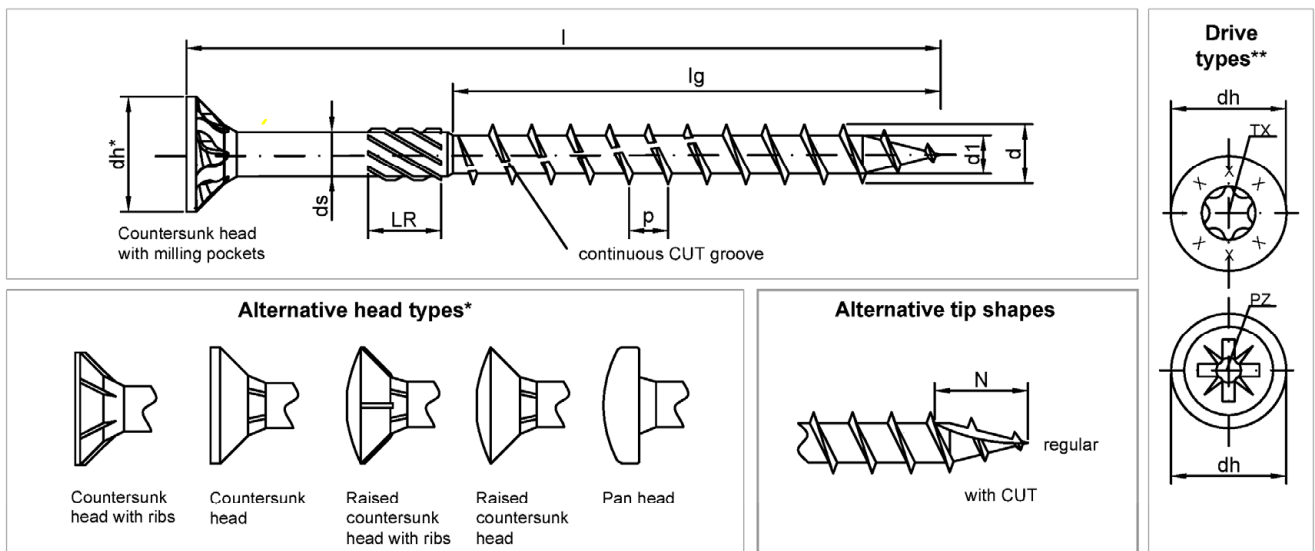 l
lg
dh*
ds
LR
p
d1
d
Countersunk head
with milling pockets
continuous CUT groove
Drive
types**
dh
TX
x x x x x x
PZ
dh
Alternative head types*
Countersunk
head with ribs
Countersunk
head
Raised
countersunk
head with ribs
Raised
countersunk
head
Pan head
Alternative tip shapes
N
regular
with CUT